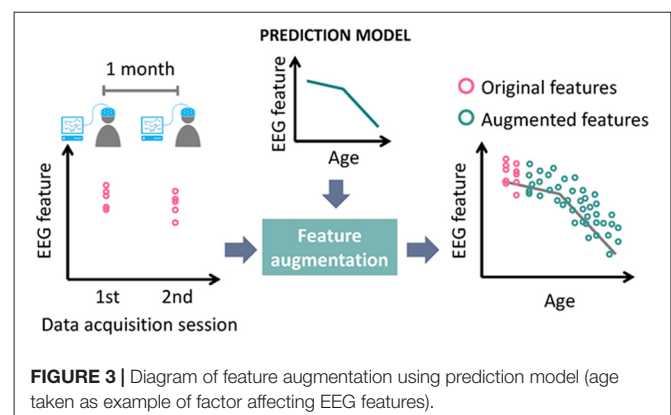 PREDICTION MODEL
1 month
EEG feature
1st
2nd
Data acquisition session
EEG feature
Age
Feature
augmentation
Original features
Augmented features
EEG feature
Age
FIGURE 3 | Diagram of feature augmentation using prediction model (age
taken as example of factor affecting EEG features).